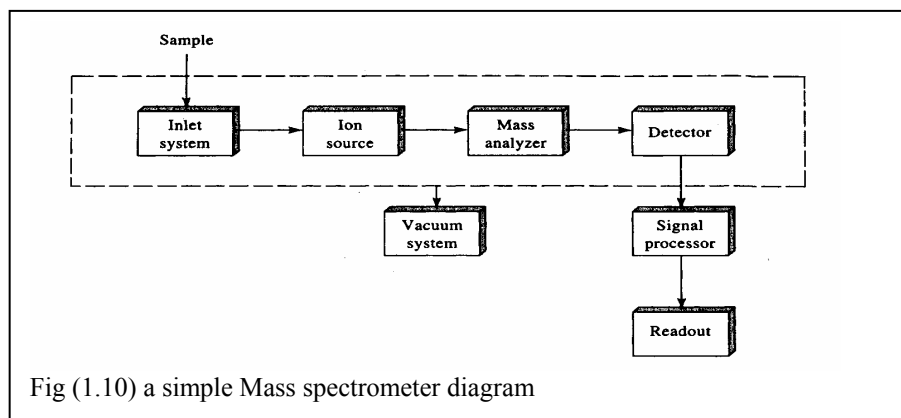 Sample
Inlet
system
Ion
source
Mass
analyzer
Detector
Vacuum
system
Signal
processor
Readout
Fig (1.10) a simple Mass spectrometer diagram